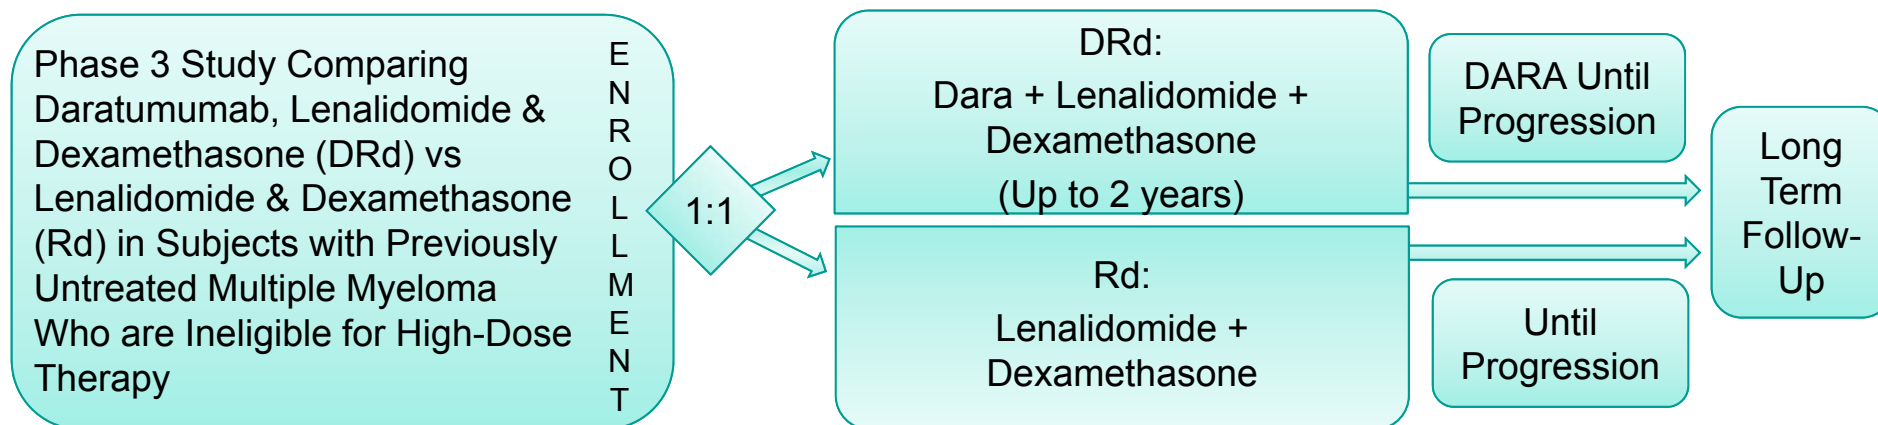 Phase 3 Study Comparing
Daratumumab, Lenalidomide &
Dexamethasone (DRd) vs
Lenalidomide & Dexamethasone
(Rd) in Subjects with Previously
Untreated Multiple Myeloma
Who are Ineligible for High-Dose
Therapy
E
N
R
O
L
L
M
E
N
T
1:1
DRd:
Dara + Lenalidomide +
Dexamethasone
(Up to 2 years)
DARA Until
Progression
Rd:
Lenalidomide +
Dexamethasone
Until
Progression
Long
Term
Follow-
Up